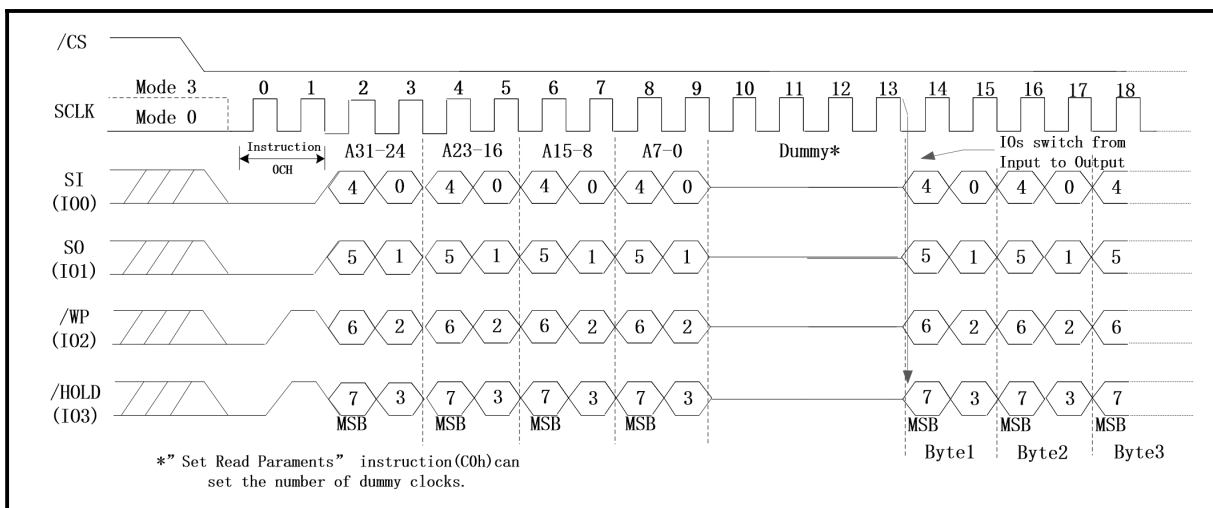 /CS
Mode 3 0 1 2 3 4 5 6 7 8 9 10 11 12 13 14 15 16 17 18
SCLK
Mode 0
Instruction A31-24 A23-16 A15-8 A7-0 Dummy* IOs switch from
0CH Input to Output
SI 4 0 4 0 4 0 4 0 4 0 4 0 4
(IO0)
SO 5 1 5 1 5 1 5 1 5 1 5 1 5
(IO1)
/WP 6 2 6 2 6 2 6 2 6 2 6 2 6
(IO2)
/HOLD 7 3 7 3 7 3 7 3 7 3 7 3 7
(IO3)
MSB MSB MSB MSB MSB MSB MSB
Byte1 Byte2 Byte3
*" Set Read Paraments" instruction(C0h)can
set the number of dummy clocks.